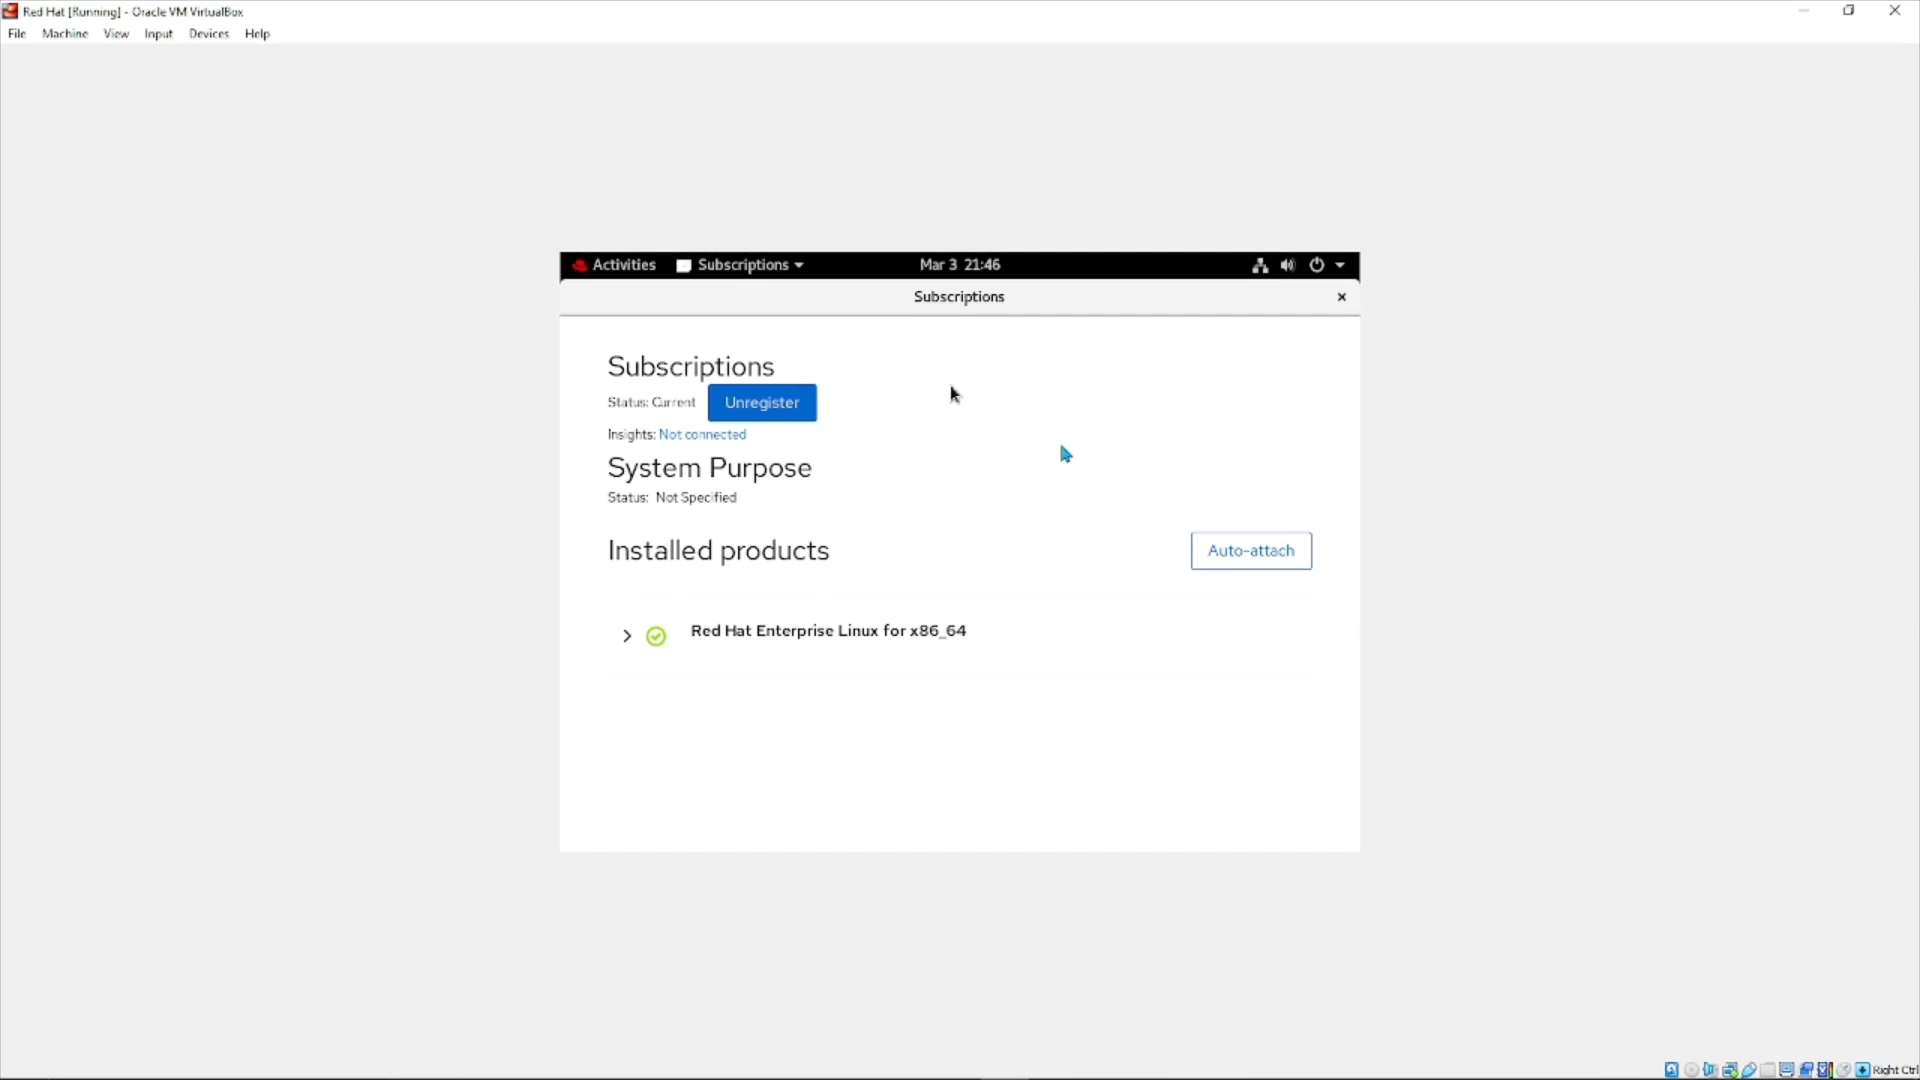 Red Hat [Running] - Oracle VM VirtualBox
File Machine View Input Devices Help
Activities Subscriptions Mar 3 21:46
Subscriptions
Subscriptions
Status: Current Unregister
Insights: Not connected
System Purpose
Status: Not Specified
Installed products Auto-attach
Red Hat Enterprise Linux for x86_64
Right Ctrl